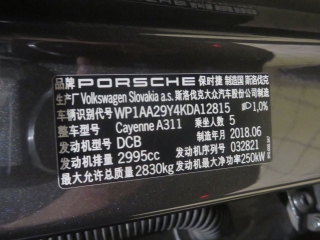 品牌 PORSCHE 保时捷 制造国 斯洛伐克
生产厂 Volkswagen Slovakia a.s. 斯洛伐克大众汽车股份公司
车辆识别代号 WP1AA29Y4KDA12815 1,0%
整车型号 Cayenne A311 乘坐人数 5
发动机型号 DCB 制造年月 2018.06
发动机排量 2995cc 发动机序号 032821
最大允许总质量 2830kg 发动机最大净功率 250kW